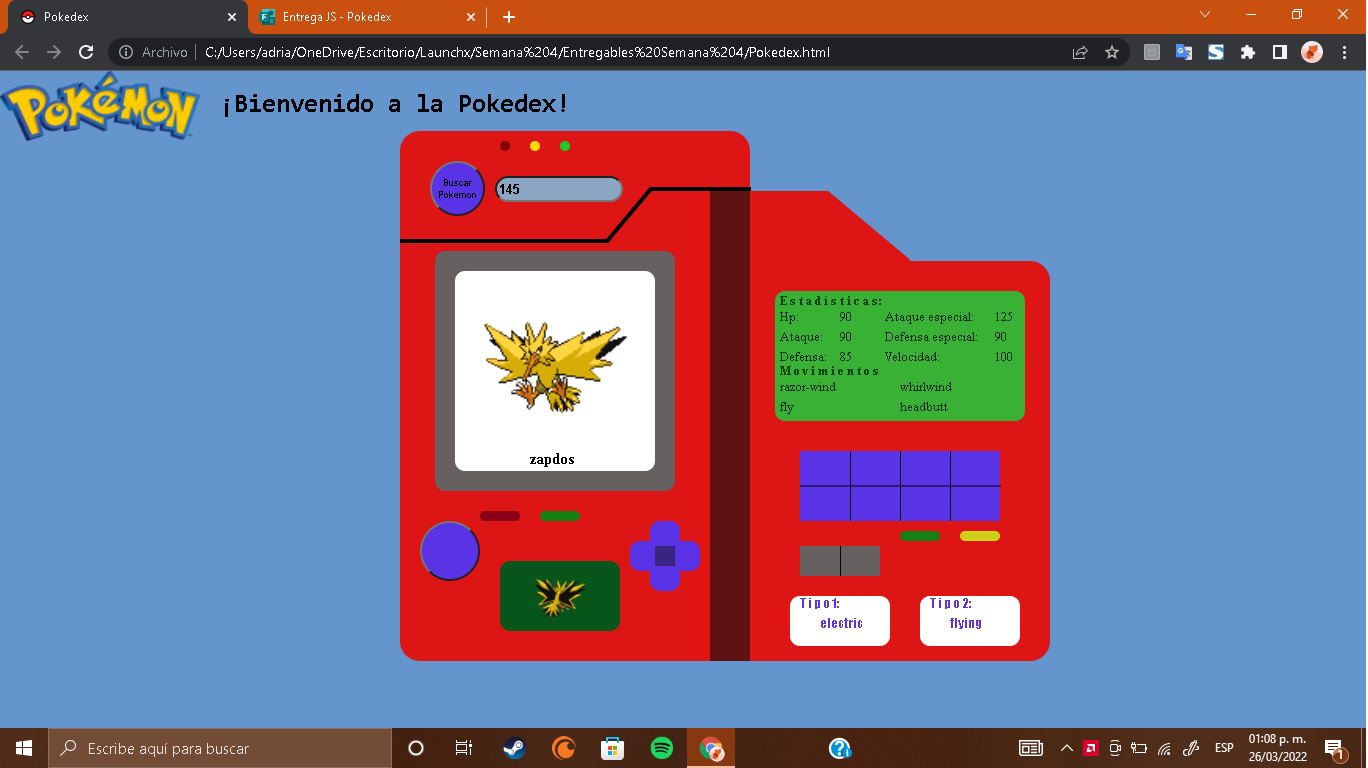 Pokedex
Entrega JS - Pokedex
Archivo
C:/Users/adria/OneDrive/Escritorio/Launchx/Semana%204/Entregables%20Semana%204/Pokedex.html
POKéMON
¡Bienvenido a la Pokedex!
Buscar
Pokemon
145
zapdos
Estadísticas:
Hp: 90 Ataque especial: 125
Ataque: 90 Defensa especial: 90
Defensa: 85 Velocidad: 100
Movimientos
razor-wind whirlwind
fly headbutt
Tipo1: Tipo2:
electric flying
Escribe aquí para buscar
ESP
01:08 p. m.
26/03/2022
1